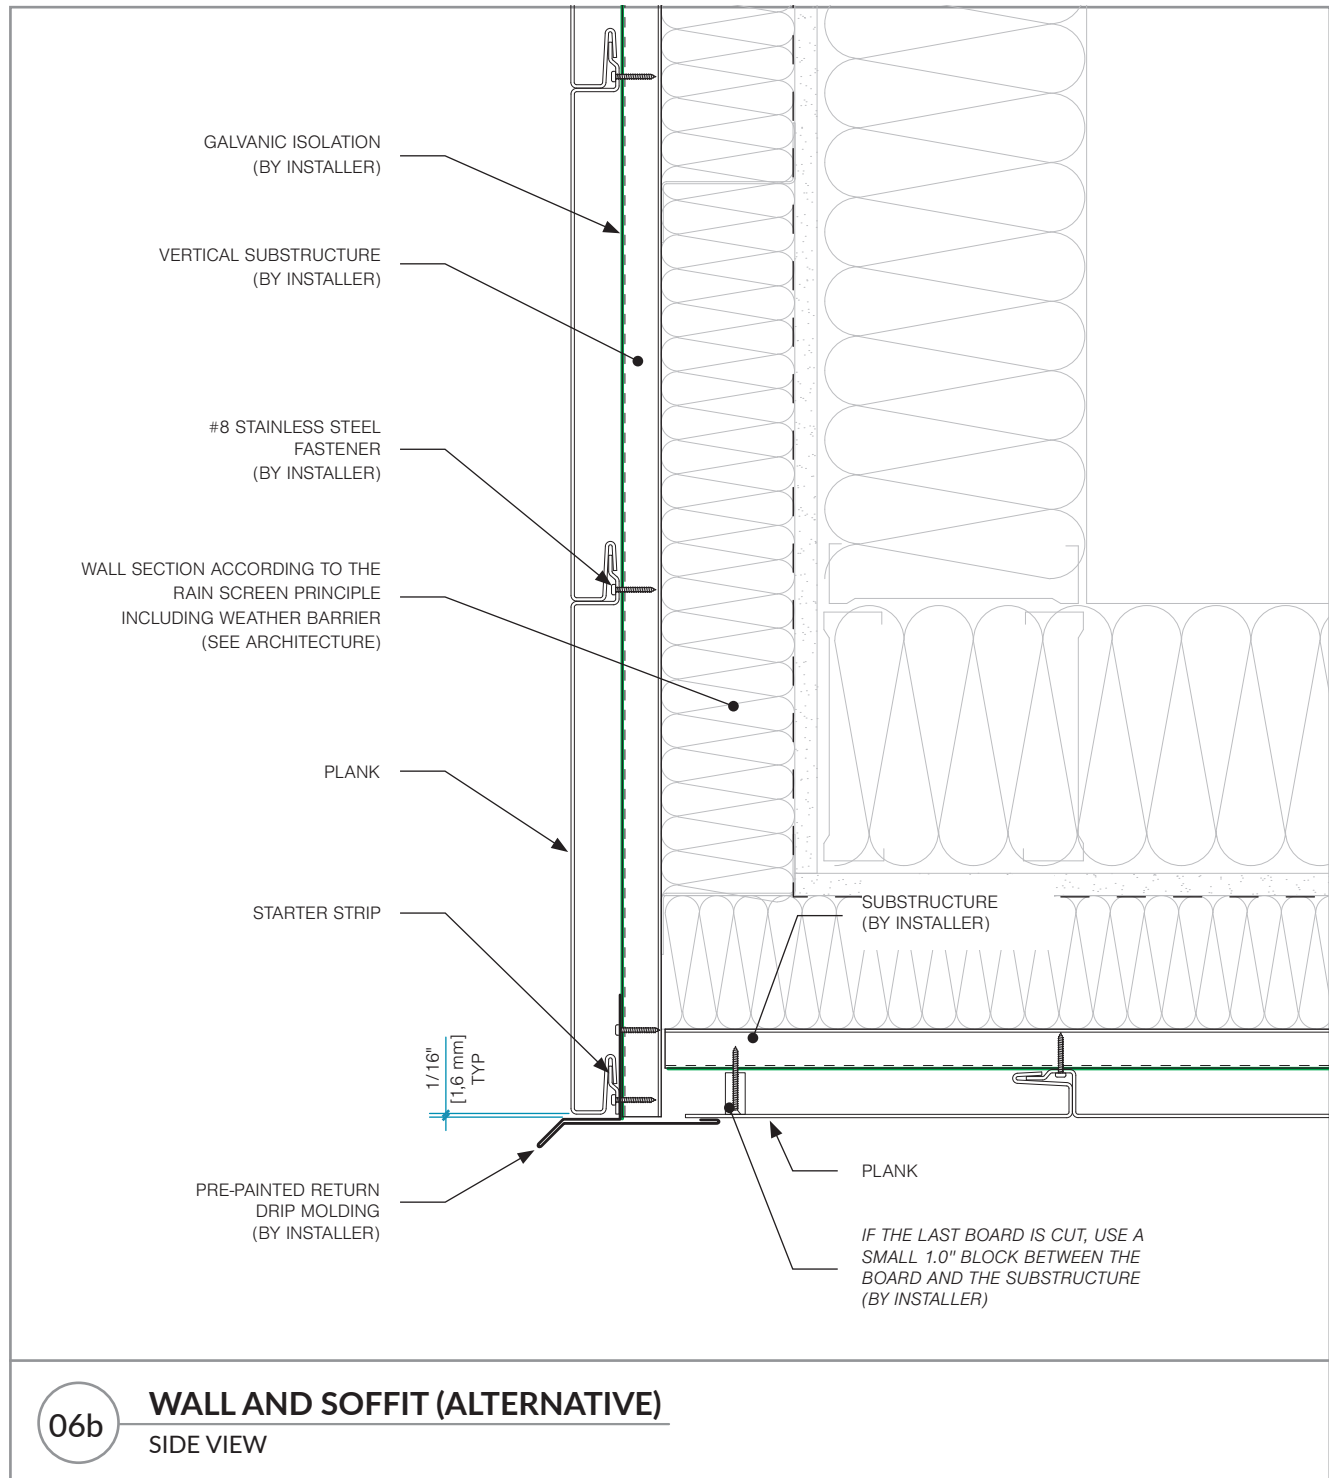 GALVANIC ISOLATION
(BY INSTALLER)
VERTICAL SUBSTRUCTURE
(BY INSTALLER)
#8 STAINLESS STEEL
FASTENER
(BY INSTALLER)
WALL SECTION ACCORDING TO THE
RAIN SCREEN PRINCIPLE
INCLUDING WEATHER BARRIER
(SEE ARCHITECTURE)
PLANK
STARTER STRIP
SUBSTRUCTURE
(BY INSTALLER)
1/16"
[1,6 mm]
TYP
PRE-PAINTED RETURN
DRIP MOLDING
(BY INSTALLER)
PLANK
IF THE LAST BOARD IS CUT, USE A
SMALL 1.0" BLOCK BETWEEN THE
BOARD AND THE SUBSTRUCTURE
(BY INSTALLER)
06b
WALL AND SOFFIT (ALTERNATIVE)
SIDE VIEW